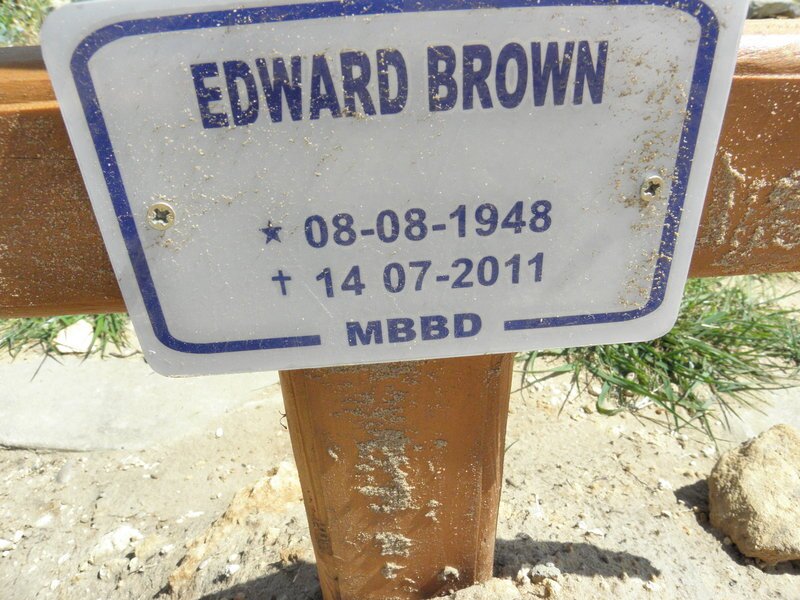 EDWARD BROWN
★ 08-08-1948
✝ 14 07-2011
MBBD